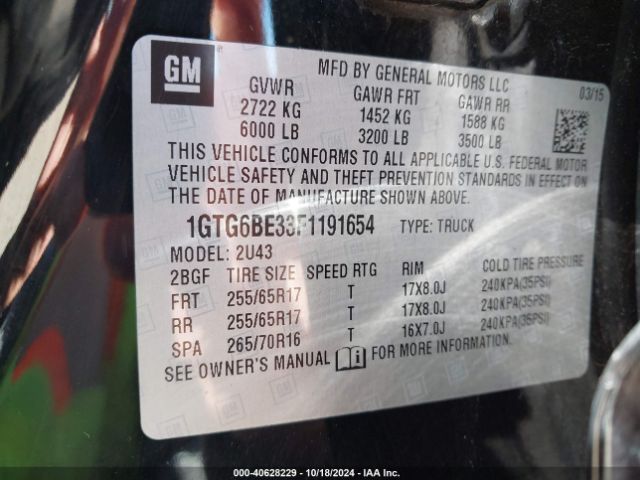 GM
MFD BY GENERAL MOTORS LLC
03/15
GVWR GAWR FRT GAWR RR
2722 KG 1452 KG 1588 KG
6000 LB 3200 LB 3500 LB
THIS VEHICLE CONFORMS TO ALL APPLICABLE U.S. FEDERAL MOTOR
VEHICLE SAFETY AND THEFT PREVENTION STANDARDS IN EFFECT ON
THE DATE OF MANUFACTURE SHOWN ABOVE.
1GTG6BE33F1191654 TYPE: TRUCK
MODEL: 2U43
2BGF TIRE SIZE SPEED RTG RIM COLD TIRE PRESSURE
FRT 255/65R17 T 17X8.0J 240KPA(35PSI)
RR 255/65R17 T 17X8.0J 240KPA(35PSI)
SPA 265/70R16 T 16X7.0J 240KPA(35PSI)
SEE OWNER'S MANUAL FOR MORE INFORMATION.
000-40628229 - 10/18/2024 - IAA Inc.